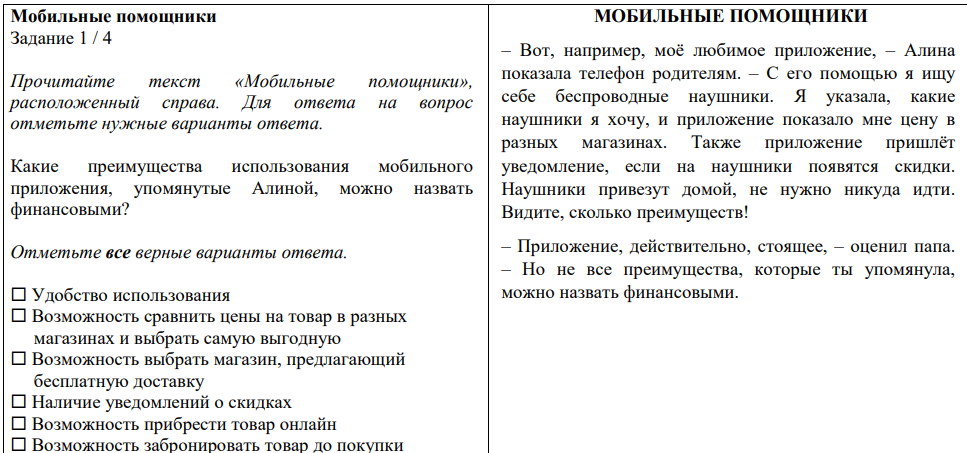 Мобильные помощники
Задание 1 / 4
Прочитайте текст «Мобильные помощники»,
расположенный справа. Для ответа на вопрос
отметьте нужные варианты ответа.
Какие преимущества использования мобильного
приложения, упомянутые Алиной, можно назвать
финансовыми?
Отметьте все верные варианты ответа.
☐ Удобство использования
☐ Возможность сравнить цены на товар в разных
магазинах и выбрать самую выгодную
☐ Возможность выбрать магазин, предлагающий
бесплатную доставку
☐ Наличие уведомлений о скидках
☐ Возможность прибрести товар онлайн
☐ Возможность забронировать товар до покупки
МОБИЛЬНЫЕ ПОМОЩНИКИ
– Вот, например, моё любимое приложение, – Алина
показала телефон родителям. – С его помощью я ищу
себе беспроводные наушники. Я указала, какие
наушники я хочу, и приложение показало мне цену в
разных магазинах. Также приложение пришлёт
уведомление, если на наушники появятся скидки.
Наушники привезут домой, не нужно никуда идти.
Видите, сколько преимуществ!
– Приложение, действительно, стоящее, – оценил папа.
– Но не все преимущества, которые ты упомянула,
можно назвать финансовыми.